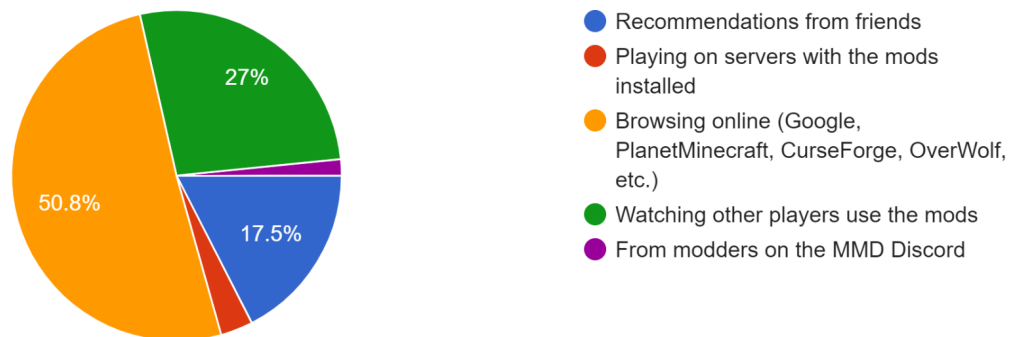 27%
50.8%
17.5%
Recommendations from friends
Playing on servers with the mods
installed
Browsing online (Google,
PlanetMinecraft, CurseForge, OverWolf,
etc.)
Watching other players use the mods
From modders on the MMD Discord